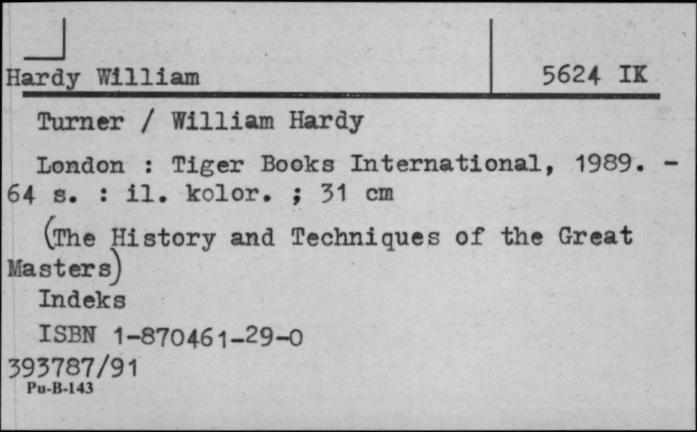 Hardy William 5624 IK
Turner / William Hardy
London : Tiger Books International, 1989. -
64 s. : il. kolor. ; 31 cm
(The History and Techniques of the Great
Masters)
Indeks
ISBN 1-870461-29-0
393787/91
Pu-B-143